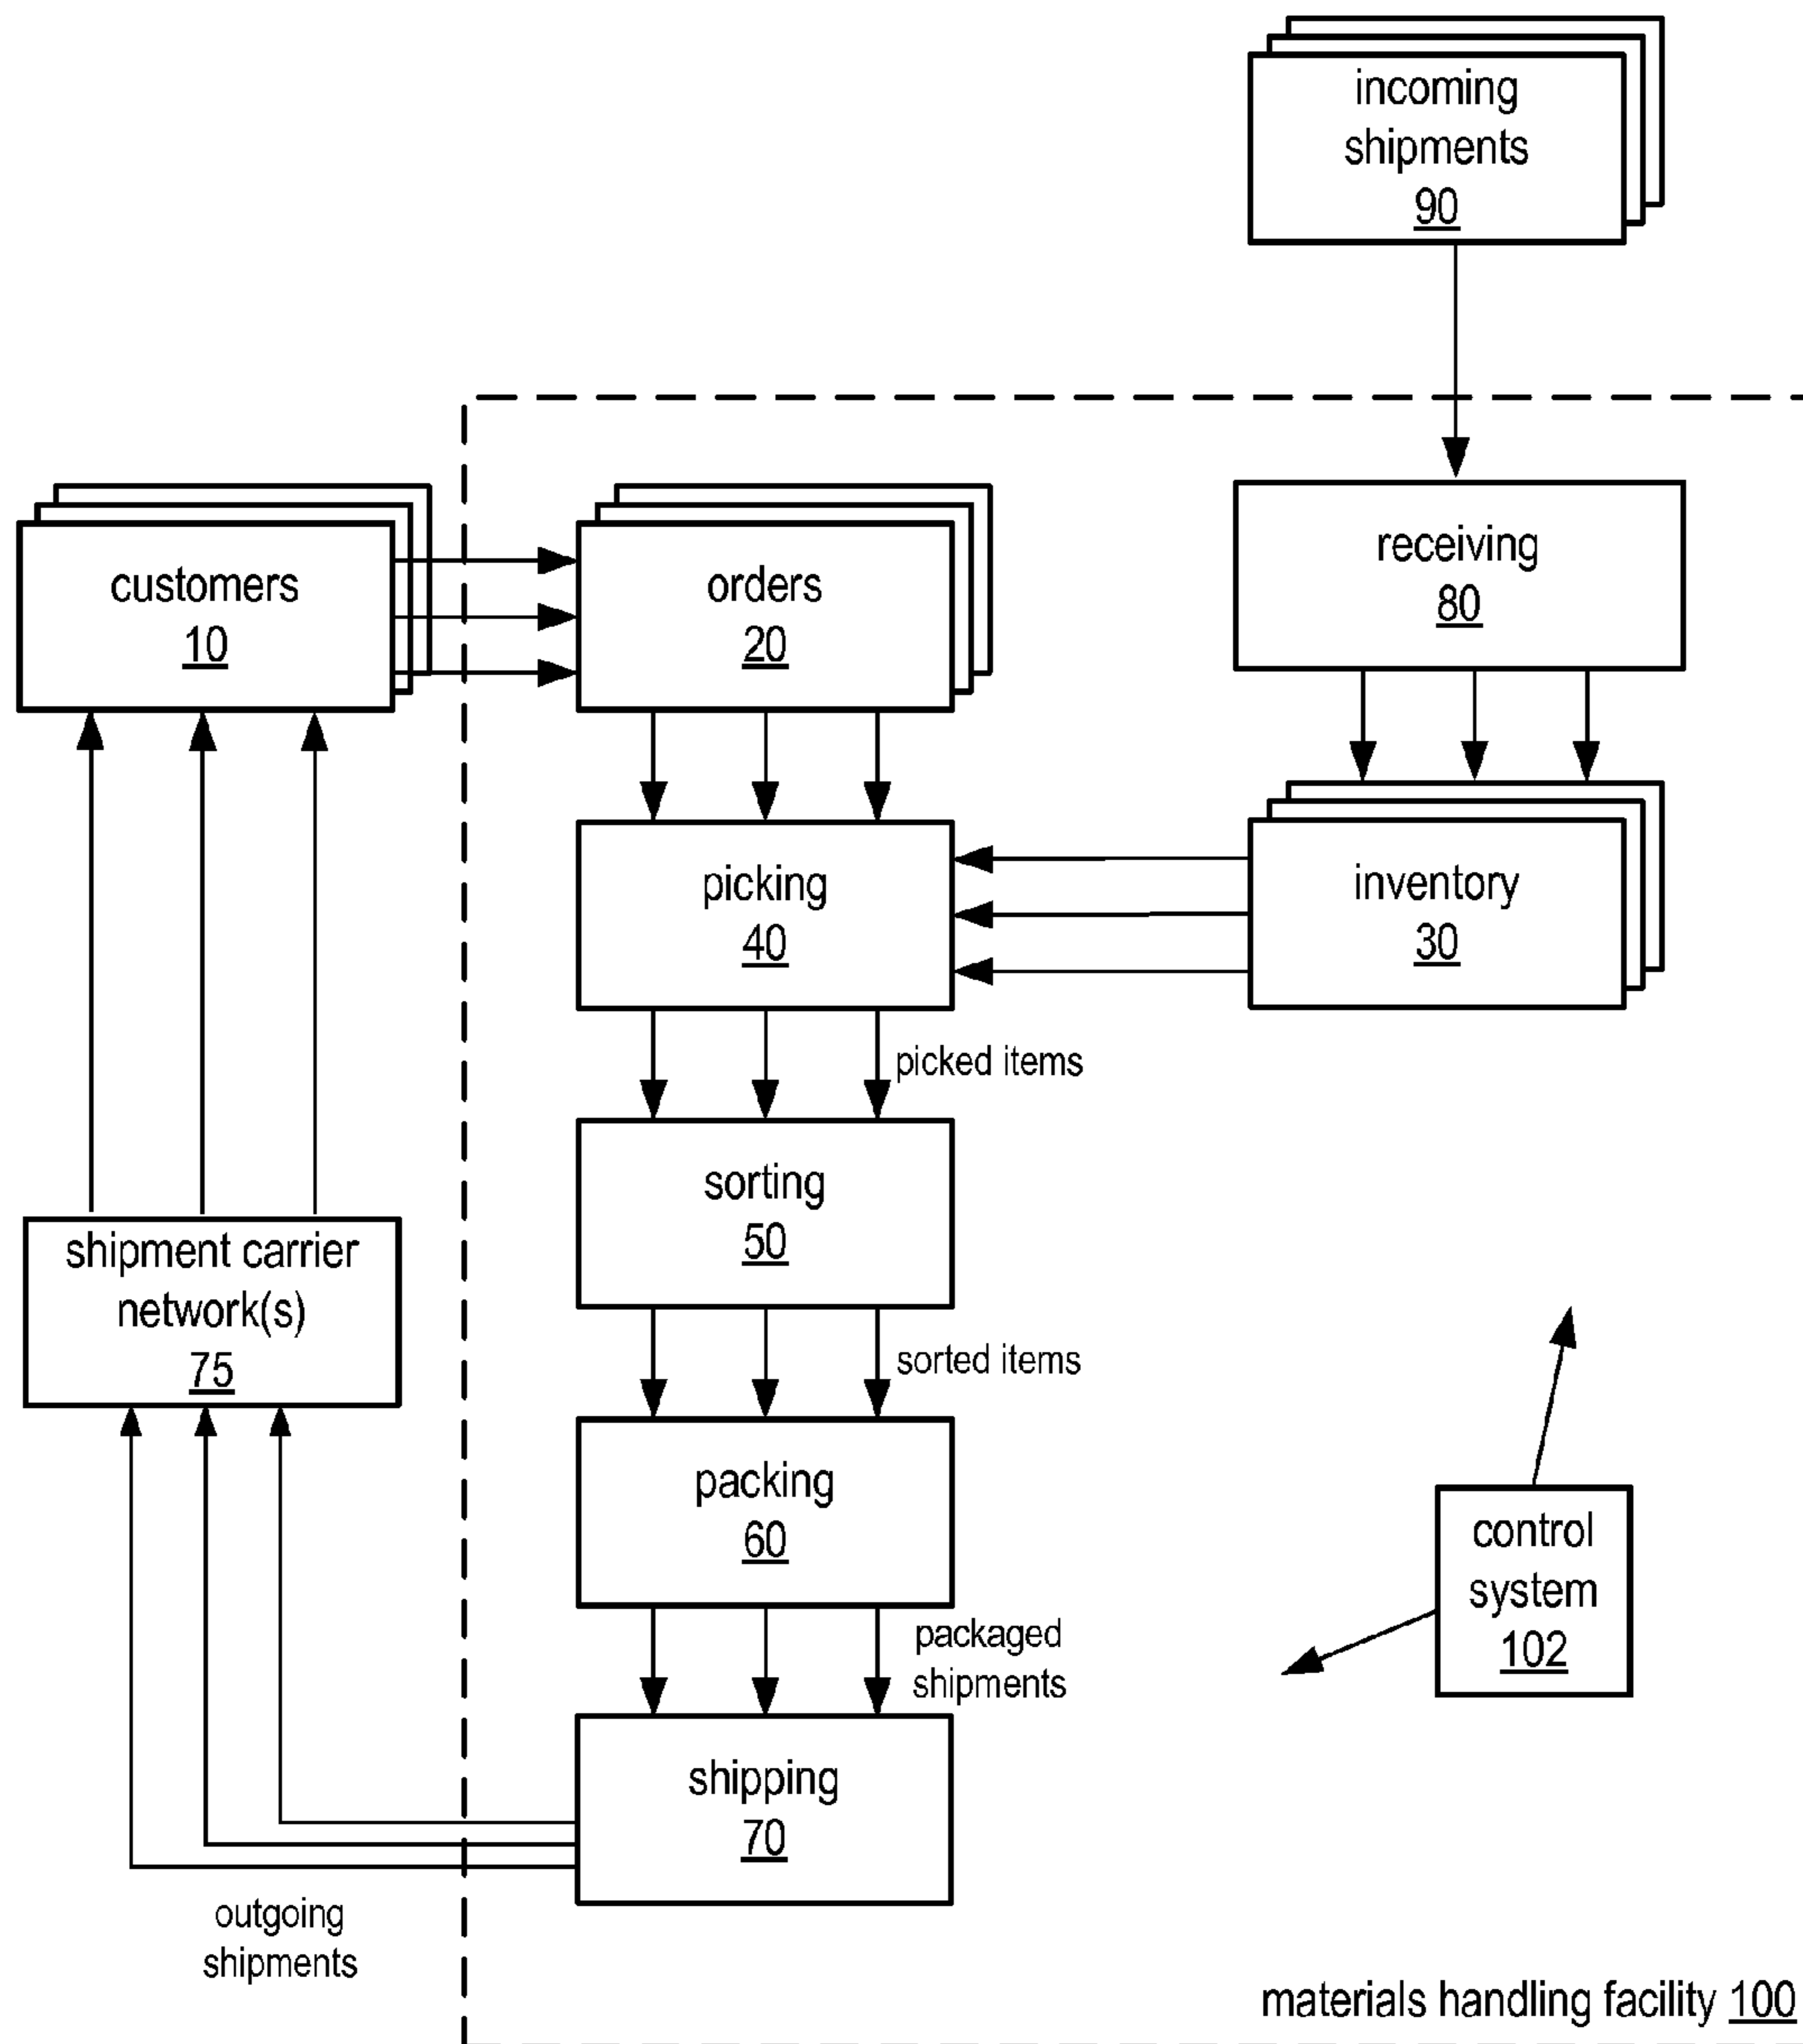 incoming
shipments
90
customers
10
orders
20
receiving
80
picking
40
inventory
30
picked items
sorting
50
shipment carrier
network(s)
75
sorted items
packing
60
control
system
102
packaged
shipments
shipping
70
outgoing
shipments
materials handling facility 100